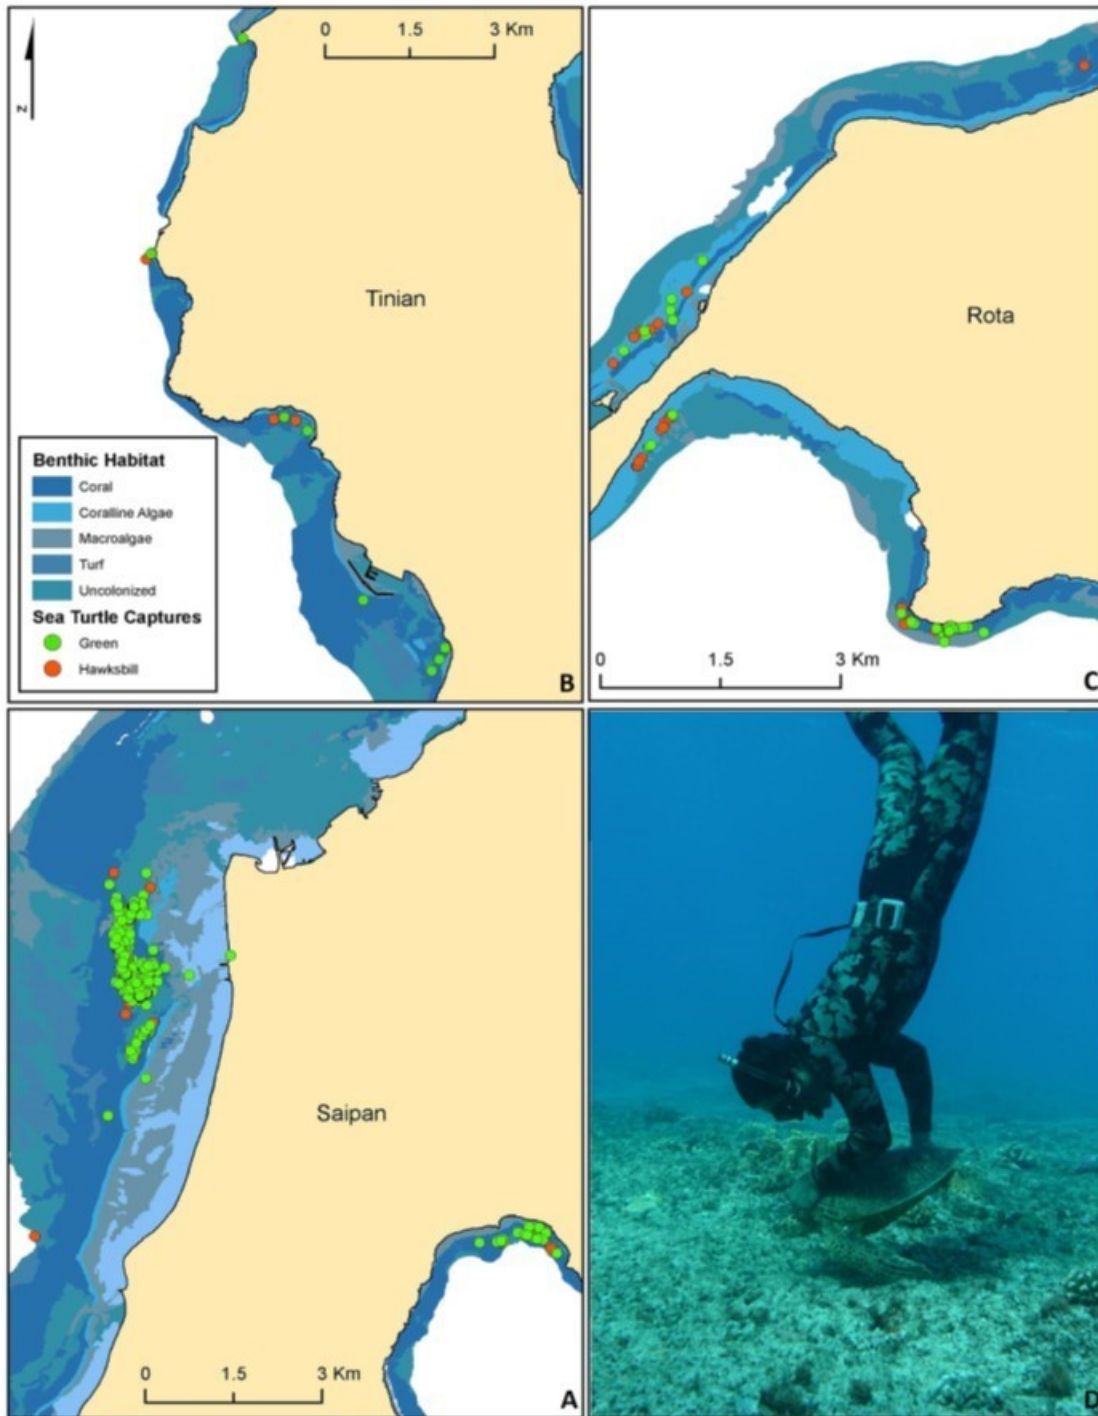 0 1.5 3 Km
N
Tinian
Benthic Habitat
Coral
Coralline Algae
Macroalgae
Turf
Uncolonized
Sea Turtle Captures
Green
Hawksbill
B
Rota
0 1.5 3 Km
C
Saipan
0 1.5 3 Km
A
D